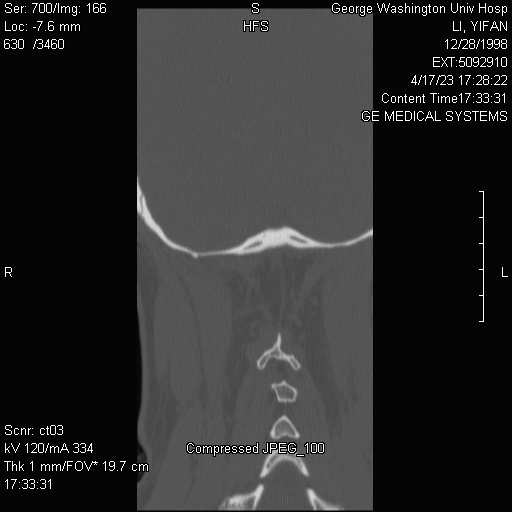 Ser: 700/Img: 166
Loc: -7.6 mm
630 /3460
S
HFS
George Washington Univ Hosp
LI, YIFAN
12/28/1998
EXT:5092910
4/17/23 17:28:22
Content Time17:33:31
GE MEDICAL SYSTEMS
R
L
Scnr: ct03
kV 120/mA 334
Thk 1 mm/FOV* 19.7 cm
17:33:31
Compressed JPEG_100